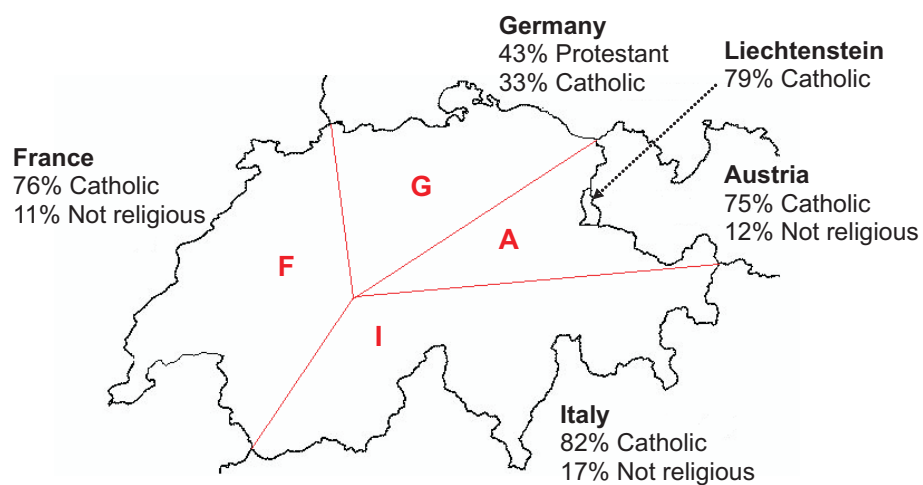 Germany
43% Protestant
33% Catholic
Liechtenstein
79% Catholic
France
76% Catholic
11% Not religious
Austria
75% Catholic
12% Not religious
G
A
F
I
Italy
82% Catholic
17% Not religious